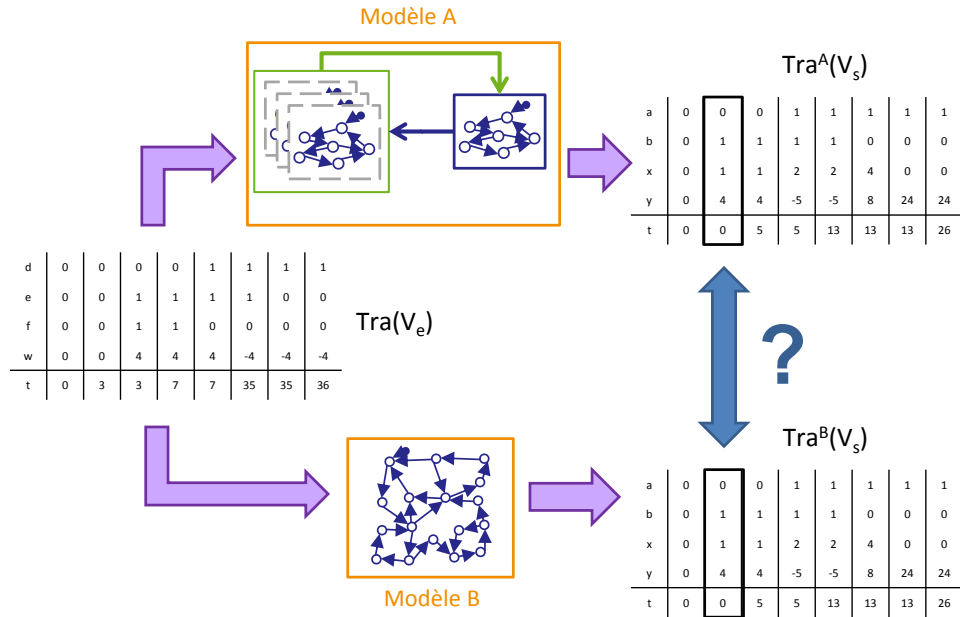 Modèle A
Tra^A(V_s)
a 0 0 0 1 1 1 1 1
b 0 1 1 1 1 0 0 0
x 0 1 1 2 2 4 0 0
y 0 4 4 -5 -5 8 24 24
t 0 0 5 5 13 13 13 26
d 0 0 0 0 1 1 1 1
e 0 0 1 1 1 1 0 0
f 0 0 1 1 0 0 0 0
w 0 0 4 4 4 -4 -4 -4
t 0 3 3 7 7 35 35 36
Tra(V_e)
?
Tra^B(V_s)
a 0 0 0 1 1 1 1 1
b 0 1 1 1 1 0 0 0
x 0 1 1 2 2 4 0 0
y 0 4 4 -5 -5 8 24 24
t 0 0 5 5 13 13 13 26
Modèle B